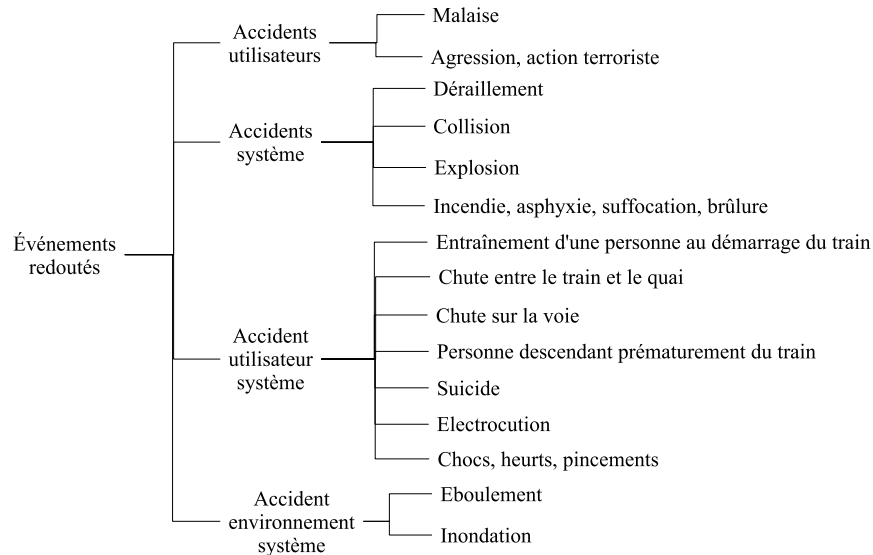 Événements
redoutés
Accidents
utilisateurs
Malaise
Agression, action terroriste
Accidents
système
Déraillement
Collision
Explosion
Incendie, asphyxie, suffocation, brûlure
Accident
utilisateur
système
Entraînement d'une personne au démarrage du train
Chute entre le train et le quai
Chute sur la voie
Personne descendant prématurement du train
Suicide
Electrocution
Chocs, heurts, pincements
Accident
environnement
système
Eboulement
Inondation